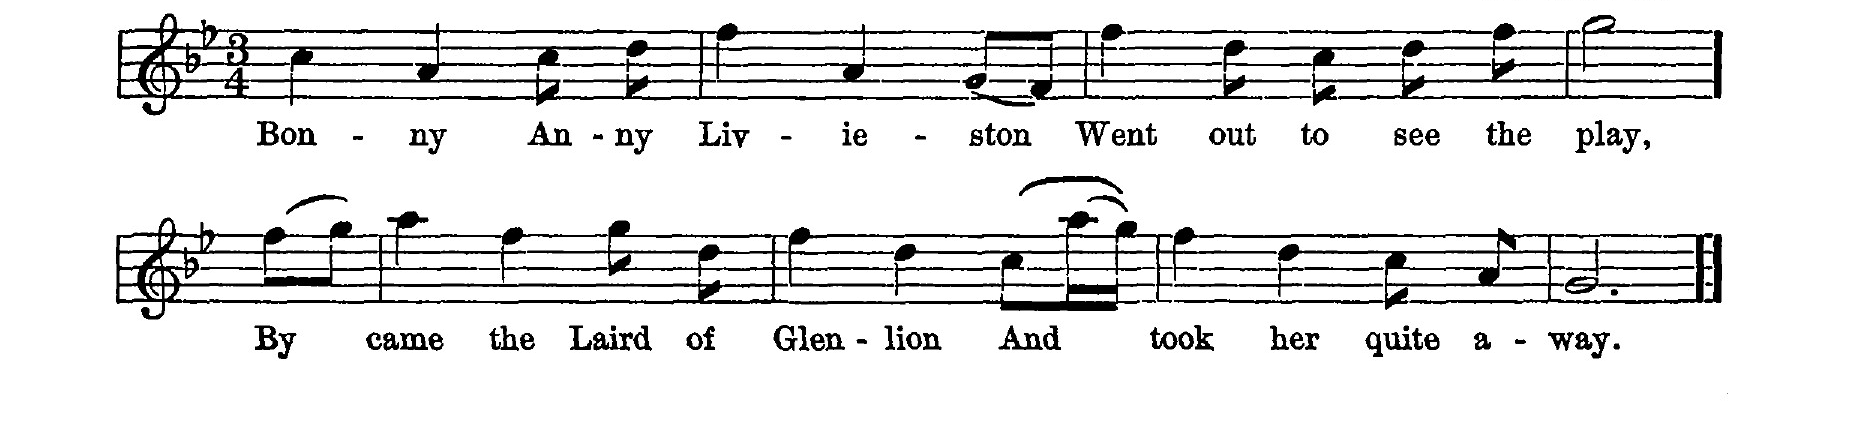 3
4
Bon - ny An - ny Liv - ie - ston Went out to see the play,
By came the Laird of Glen - lion And took her quite a - way.